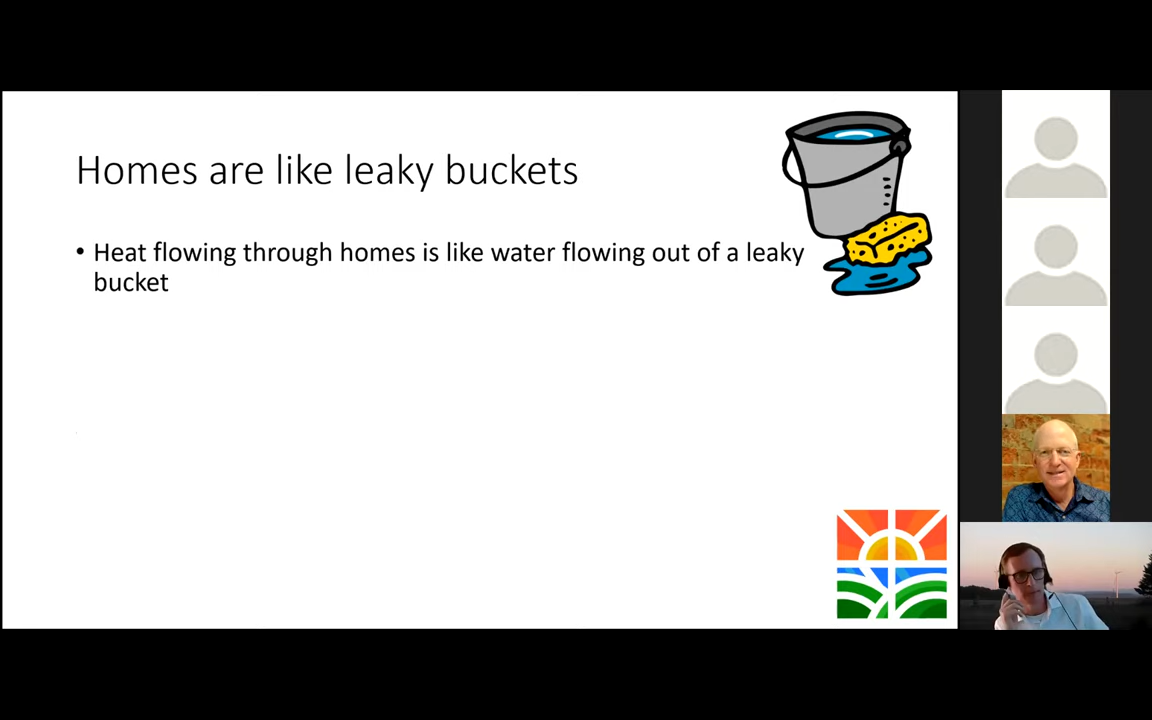 Homes are like leaky buckets
• Heat flowing through homes is like water flowing out of a leaky
bucket